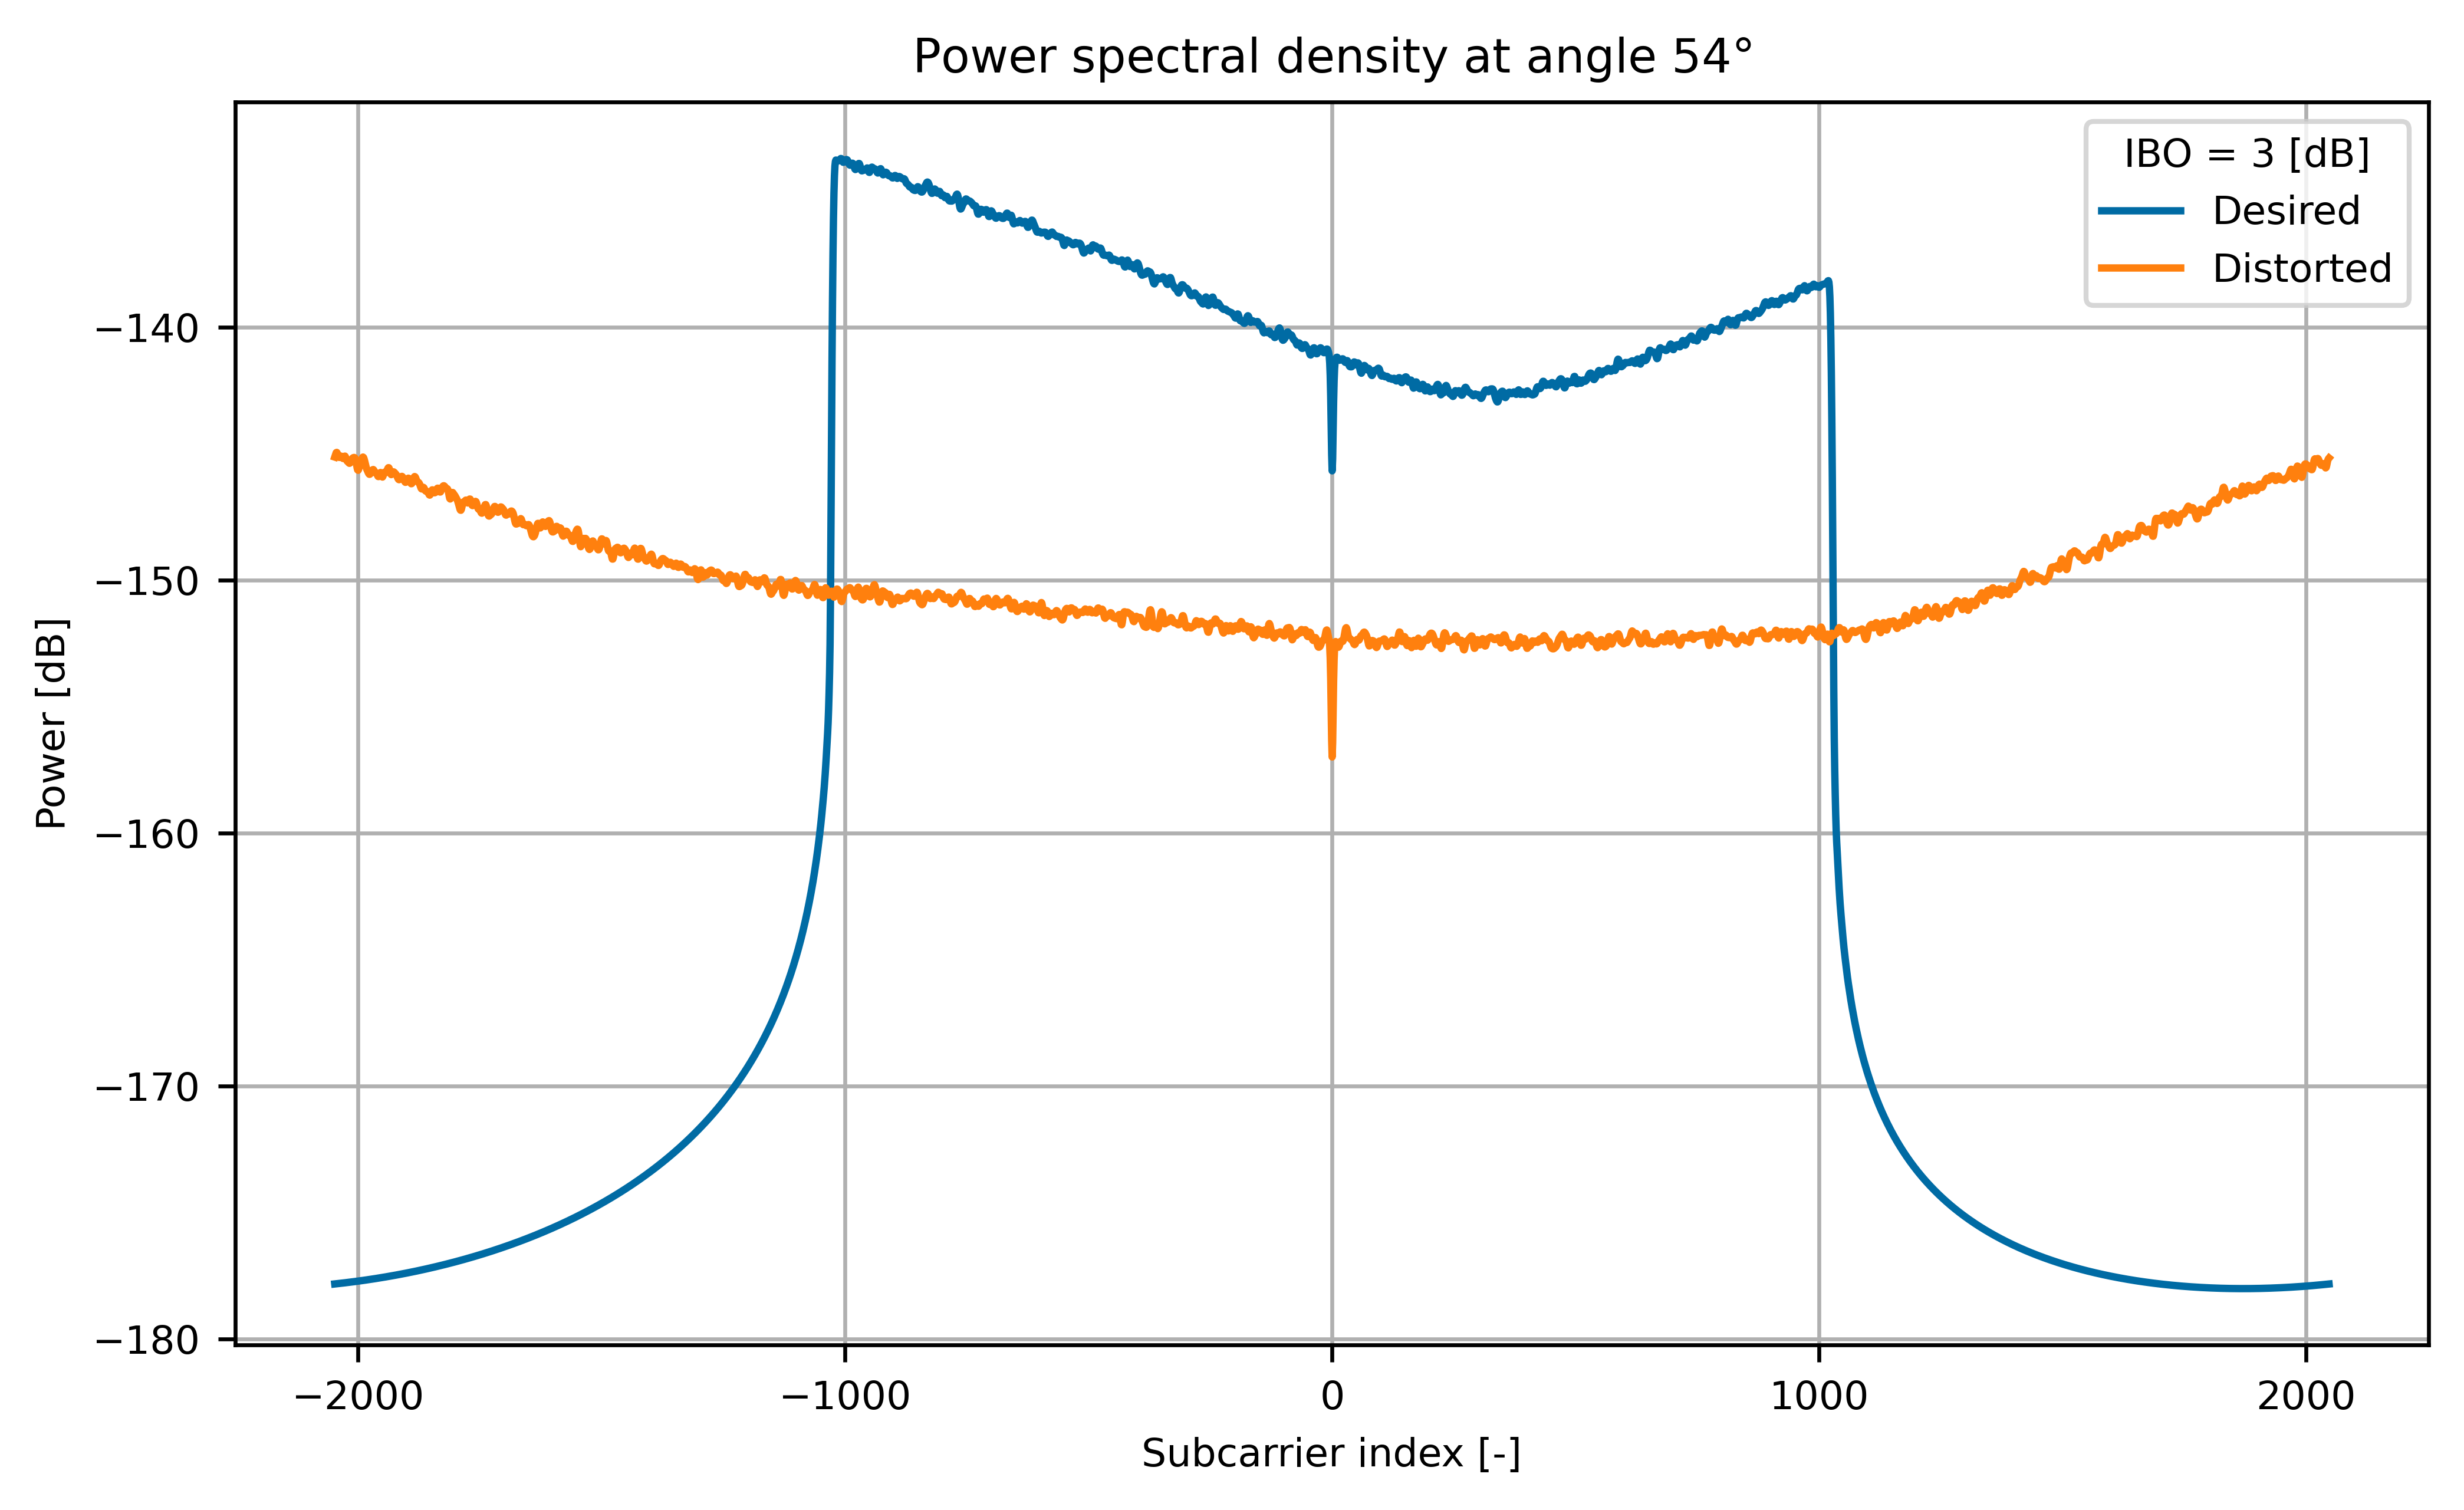 Power spectral density at angle 54°
IBO = 3 [dB]
Desired
Distorted
Power [dB]
−140
−150
−160
−170
−180
−2000
−1000
0
1000
2000
Subcarrier index [-]